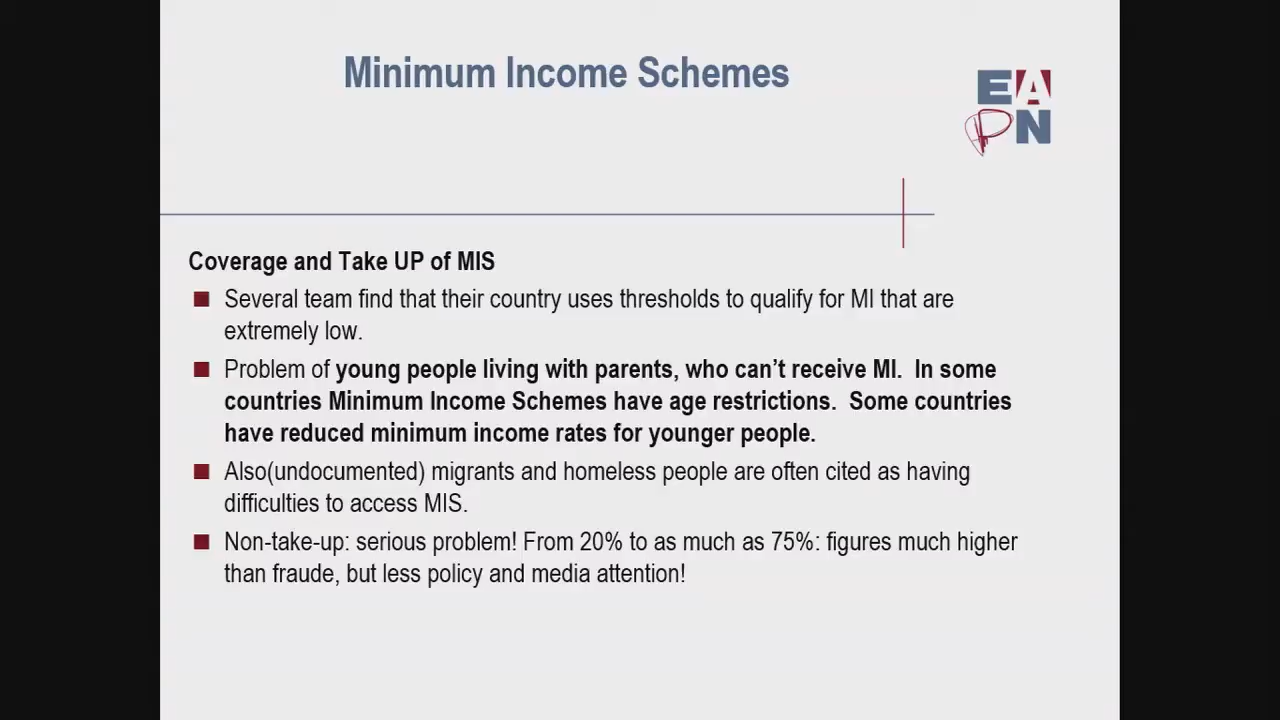 Minimum Income Schemes
EA
PN
Coverage and Take UP of MIS
Several team find that their country uses thresholds to qualify for MI that are
extremely low.
Problem of young people living with parents, who can’t receive MI.  In some
countries Minimum Income Schemes have age restrictions.  Some countries
have reduced minimum income rates for younger people.
Also(undocumented) migrants and homeless people are often cited as having
difficulties to access MIS.
Non-take-up: serious problem! From 20% to as much as 75%: figures much higher
than fraude, but less policy and media attention!